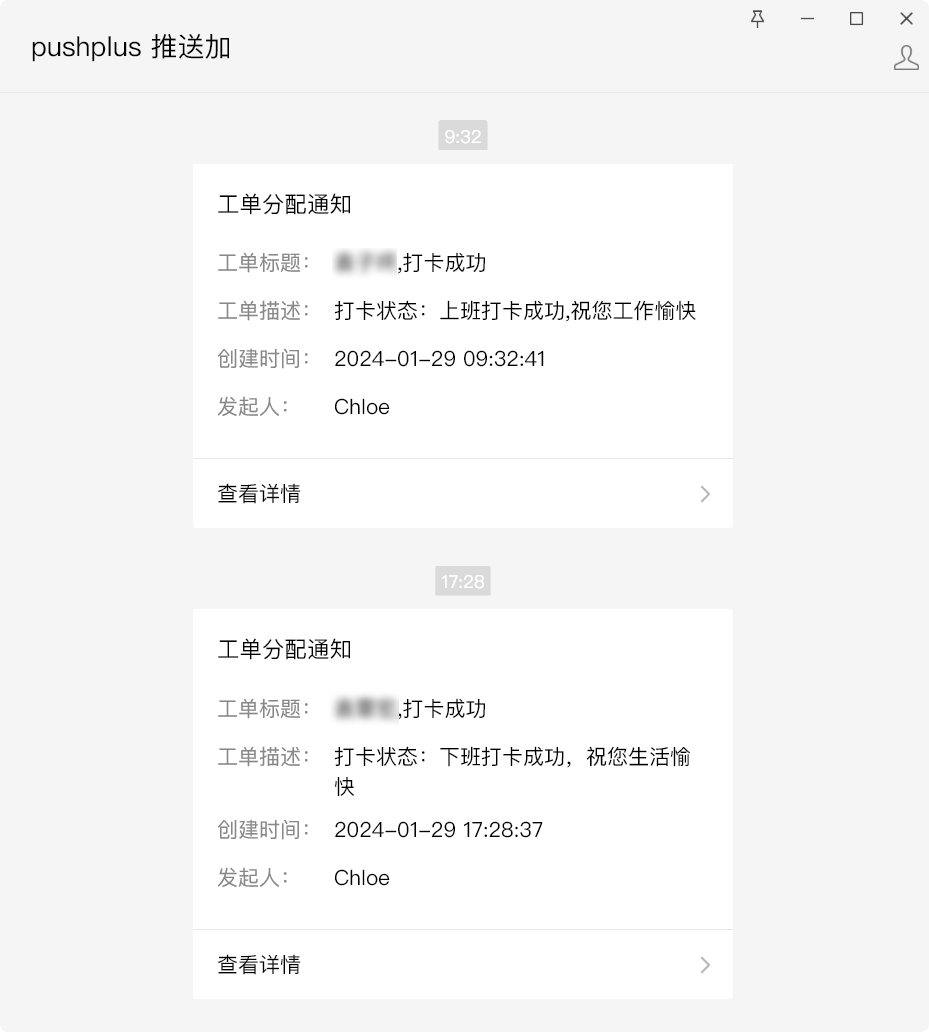 pushplus 推送加
9:32
工单分配通知
工单标题： ,打卡成功
工单描述： 打卡状态：上班打卡成功,祝您工作愉快
创建时间： 2024-01-29 09:32:41
发起人： Chloe
查看详情
17:28
工单分配通知
工单标题： ,打卡成功
工单描述： 打卡状态：下班打卡成功，祝您生活愉
快
创建时间： 2024-01-29 17:28:37
发起人： Chloe
查看详情